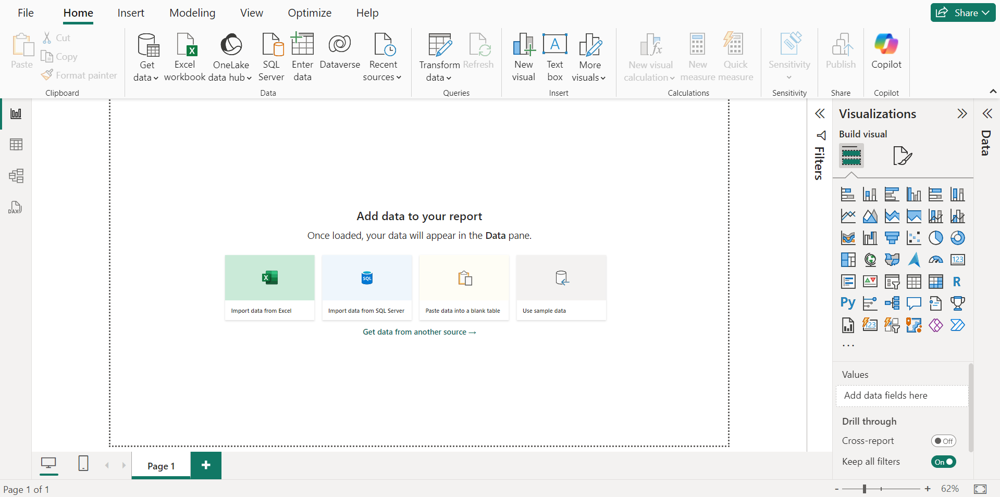 File Home Insert Modeling View Optimize Help Share
Paste
Cut
Copy
Format painter
Clipboard
Get
data
Excel
workbook
OneLake
data hub
SQL
Server
Enter
data
Dataverse
Recent
sources
Data
Transform
data
Refresh
Queries
New
visual
A
Text
box
More
visuals
Insert
fx
New visual
calculation
New
measure
Quick
measure
Calculations
Sensitivity
Sensitivity
Publish
Share
Copilot
Copilot
DAX
Add data to your report
Once loaded, your data will appear in the Data pane.
X
Import data from Excel
SQL
Import data from SQL Server
Paste data into a blank table
Use sample data
Get data from another source →
Filters
Visualizations
Build visual
123
R
Py
123
...
Values
Add data fields here
Drill through
Cross-report Off
Keep all filters On
Data
Page 1 +
Page 1 of 1
- + 62%